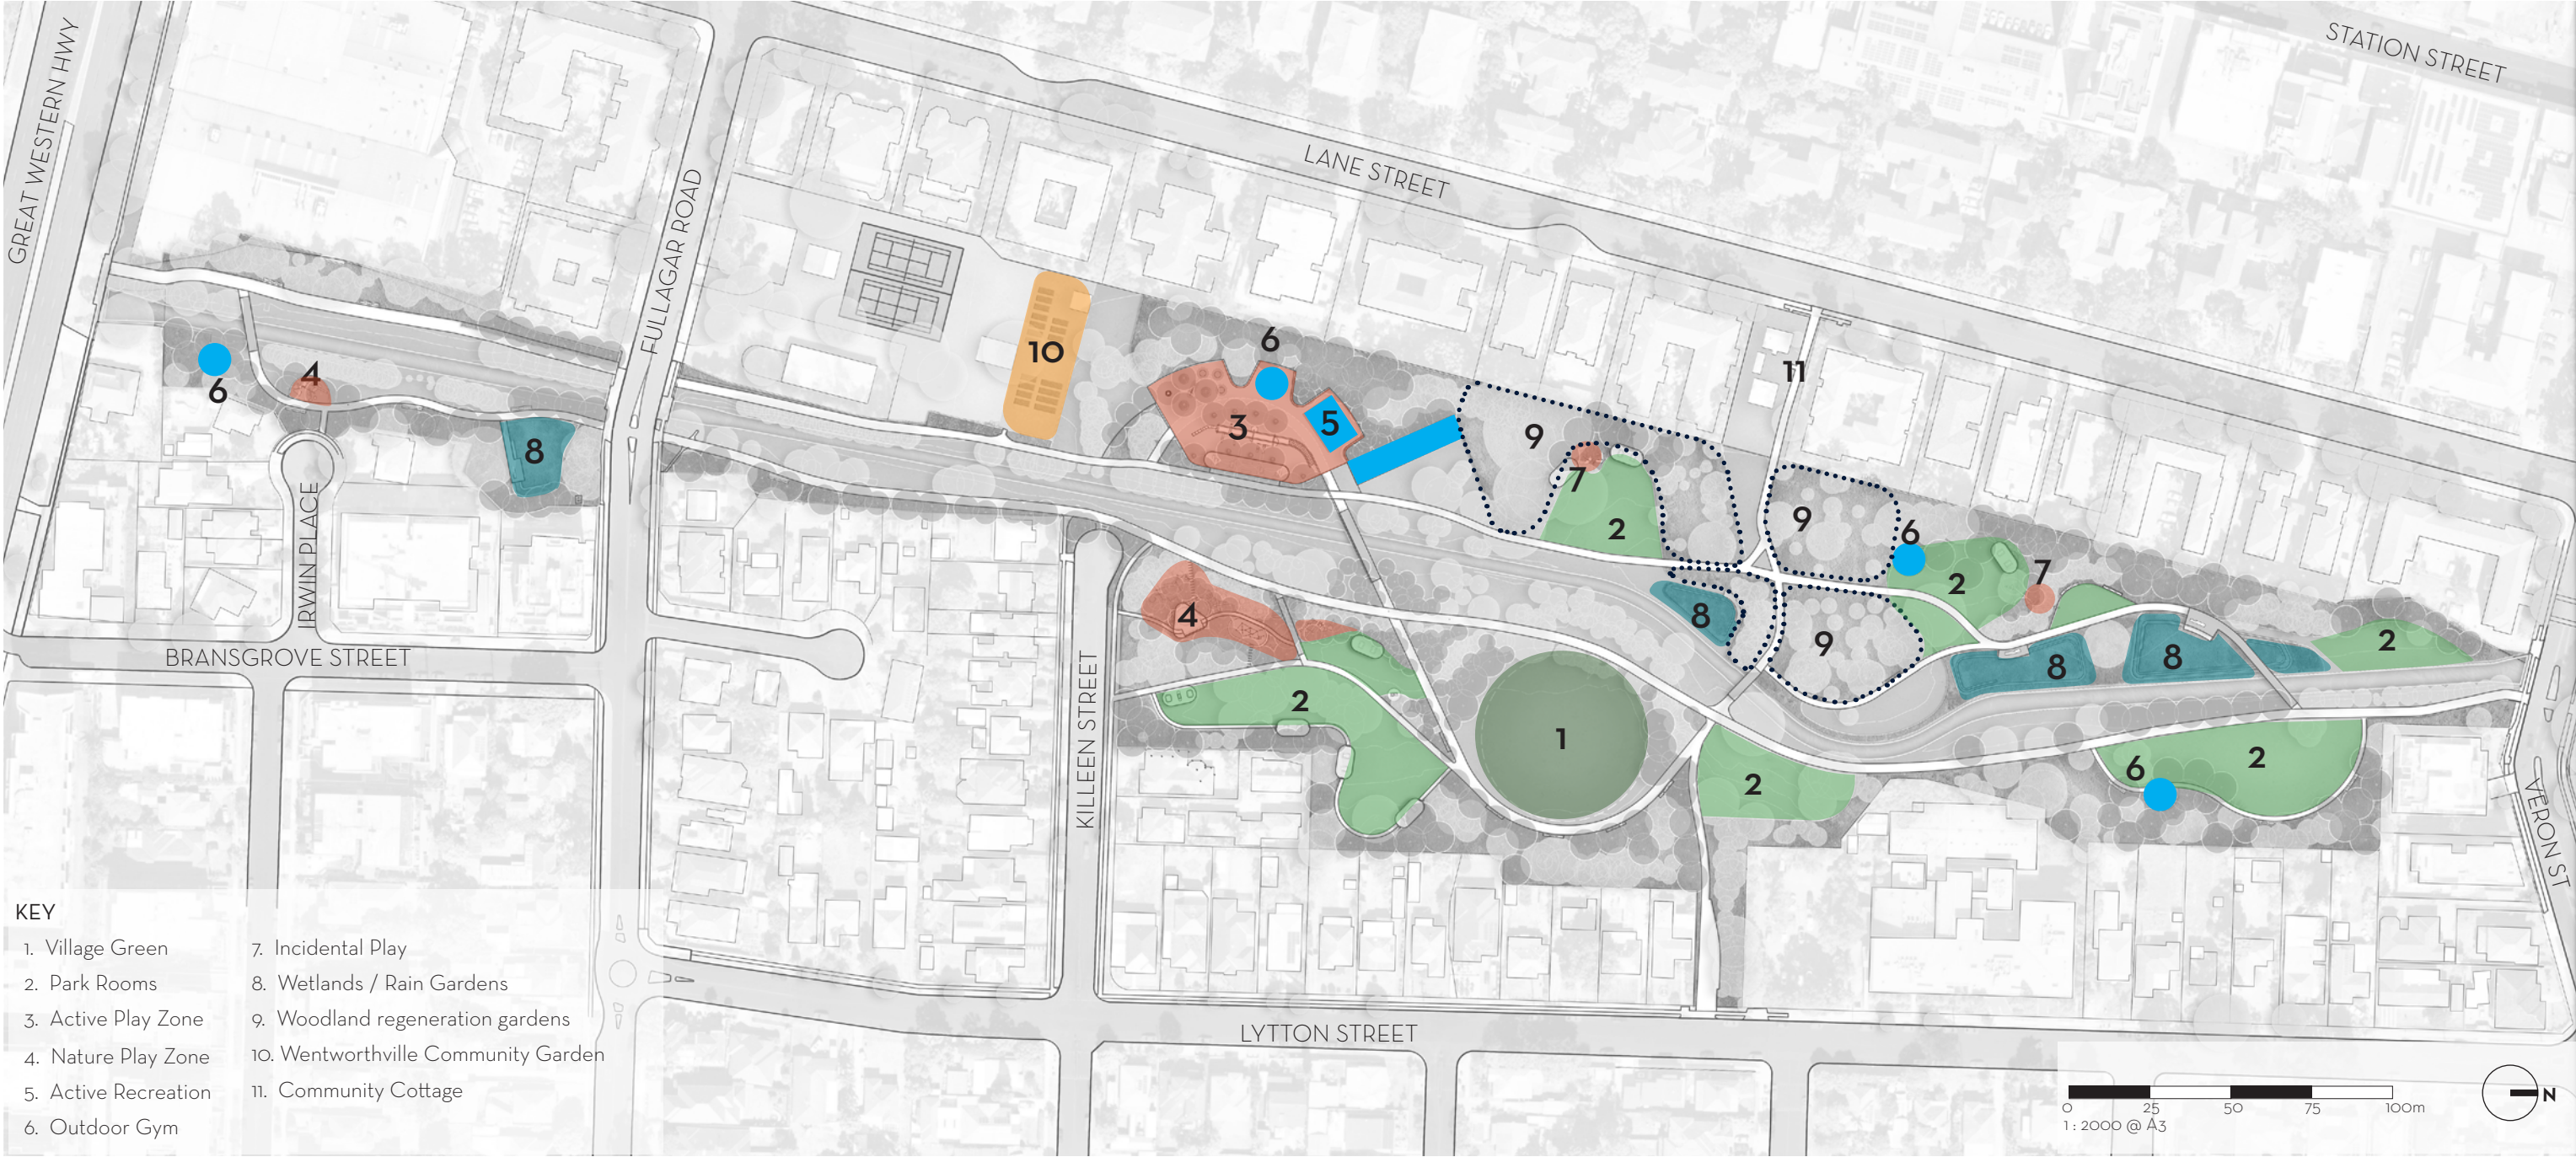 STATION STREET
GREAT WESTERN HWY
LANE STREET
FULLAGAR ROAD
6
10
11
6
4
3
5
9
7
8
2
9
6
2
7
IRWIN PLACE
4
8
9
8
8
2
BRANSGROVE STREET
KILLEEN STREET
2
1
2
6
2
VERON ST
LYTTON STREET
KEY
1. Village Green
2. Park Rooms
3. Active Play Zone
4. Nature Play Zone
5. Active Recreation
6. Outdoor Gym
7. Incidental Play
8. Wetlands / Rain Gardens
9. Woodland regeneration gardens
10. Wentworthville Community Garden
11. Community Cottage
0 25 50 75 100m
1 : 2000 @ A3
N